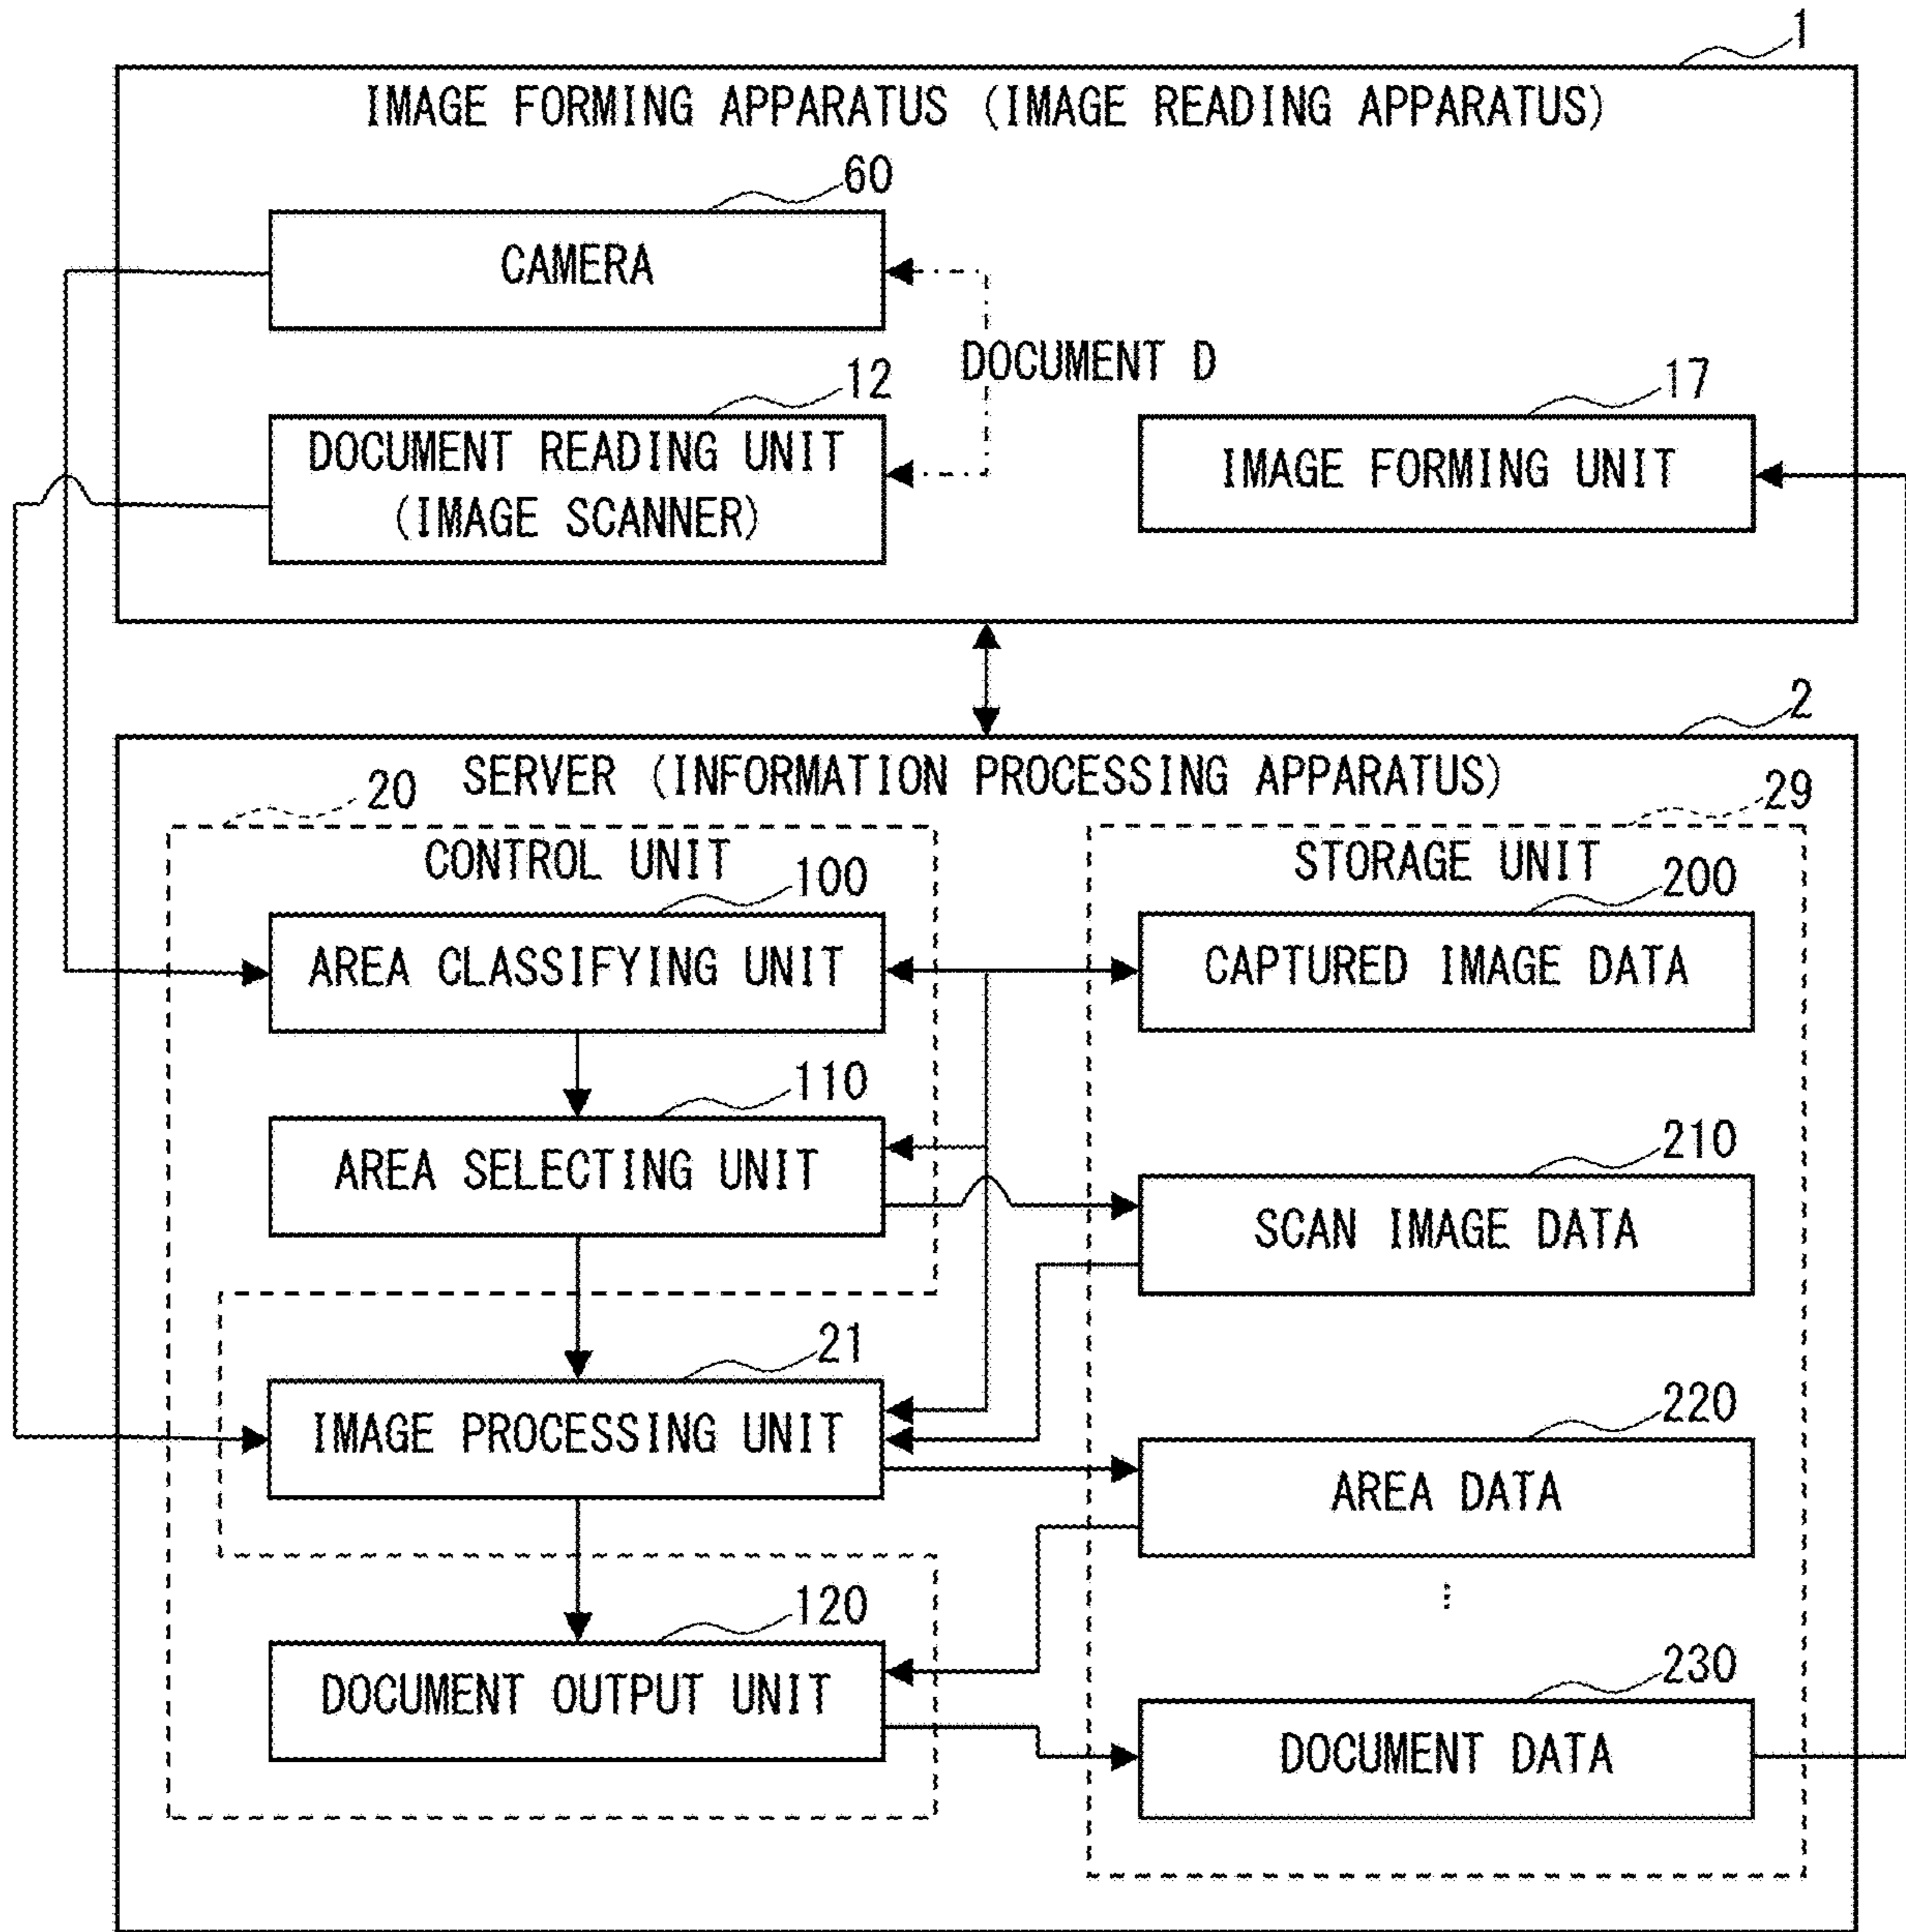 1
IMAGE FORMING APPARATUS (IMAGE READING APPARATUS)
60
CAMERA
DOCUMENT D
12
DOCUMENT READING UNIT
(IMAGE SCANNER)
17
IMAGE FORMING UNIT
2
SERVER (INFORMATION PROCESSING APPARATUS)
20
CONTROL UNIT
29
STORAGE UNIT
100
AREA CLASSIFYING UNIT
200
CAPTURED IMAGE DATA
110
AREA SELECTING UNIT
210
SCAN IMAGE DATA
21
IMAGE PROCESSING UNIT
220
AREA DATA
...
120
DOCUMENT OUTPUT UNIT
230
DOCUMENT DATA